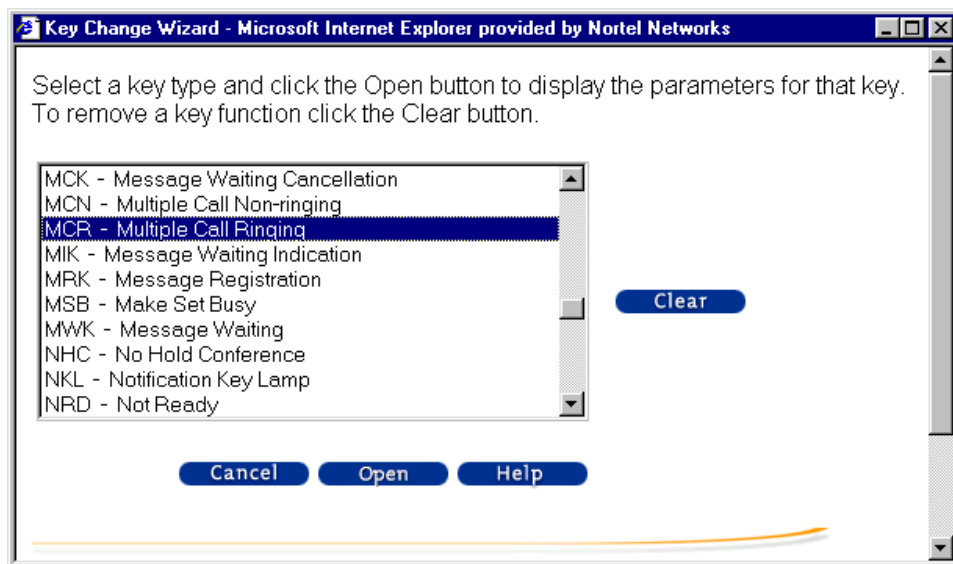 Key Change Wizard - Microsoft Internet Explorer provided by Nortel Networks
Select a key type and click the Open button to display the parameters for that key.
To remove a key function click the Clear button.
MCK - Message Waiting Cancellation
MCN - Multiple Call Non-ringing
MCR - Multiple Call Ringing
MIK - Message Waiting Indication
MRK - Message Registration
MSB - Make Set Busy
MWK - Message Waiting
NHC - No Hold Conference
NKL - Notification Key Lamp
NRD - Not Ready
Clear
Cancel Open Help